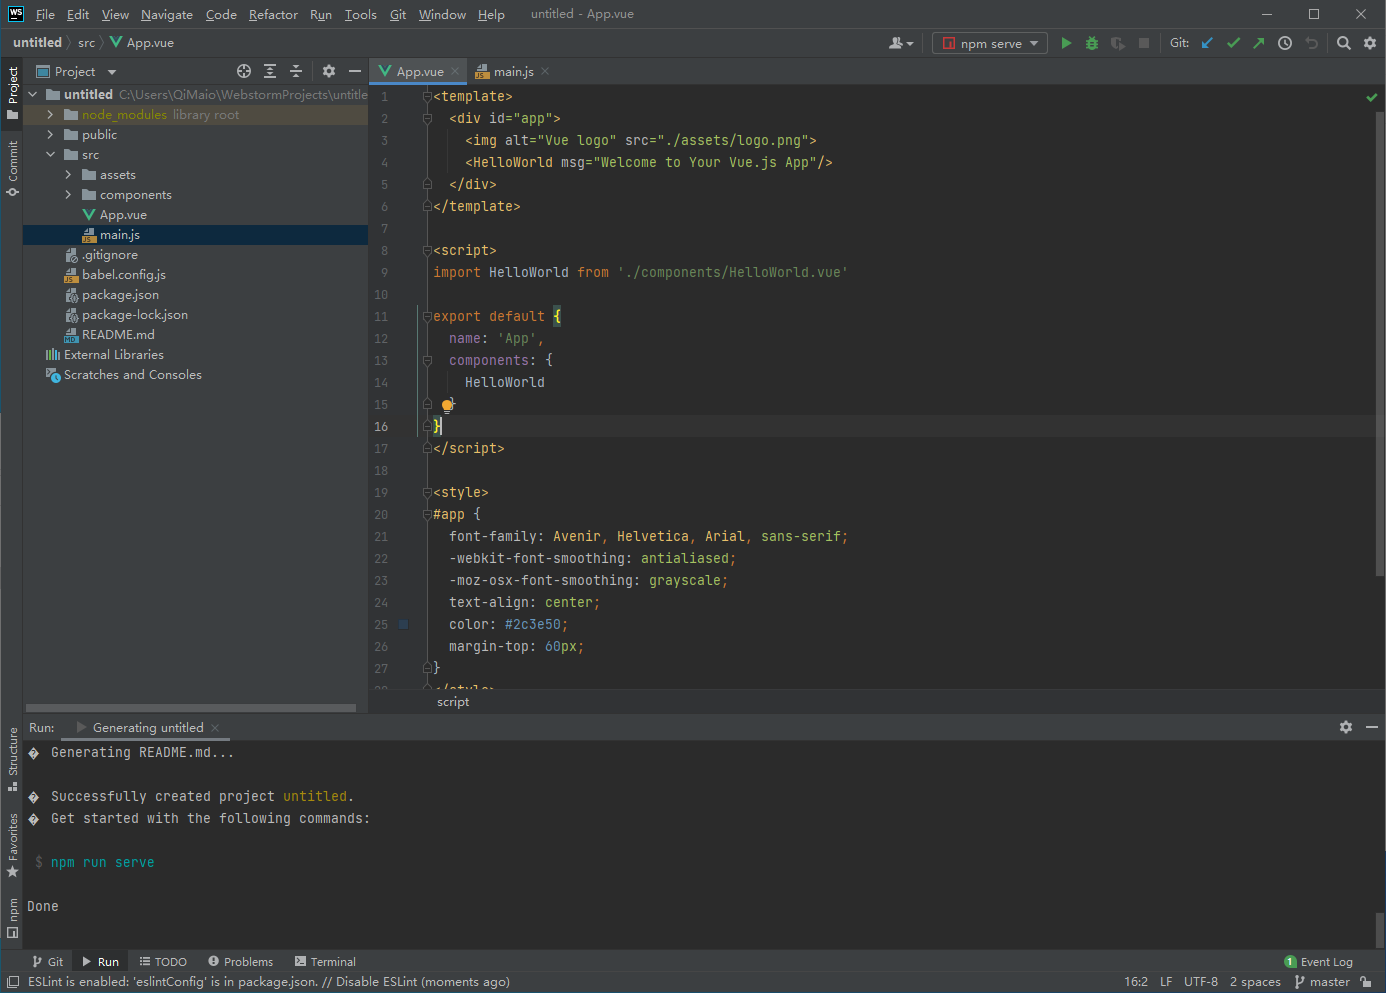 WS File Edit View Navigate Code Refactor Run Tools Git Window Help untitled - App.vue
untitled src App.vue npm serve Git:
Project App.vue main.js
untitled C:\Users\QiMaio\WebstormProjects\untitle
node_modules library root
public
src
assets
components
App.vue
main.js
.gitignore
babel.config.js
package.json
package-lock.json
README.md
External Libraries
Scratches and Consoles
Project
Commit
Structure
Favorites
npm
1 <template>
2 <div id="app">
3 <img alt="Vue logo" src="./assets/logo.png">
4 <HelloWorld msg="Welcome to Your Vue.js App"/>
5 </div>
6 </template>
7
8 <script>
9 import HelloWorld from './components/HelloWorld.vue'
10
11 export default {
12 name: 'App',
13 components: {
14 HelloWorld
15 }
16 }
17 </script>
18
19 <style>
20 #app {
21 font-family: Avenir, Helvetica, Arial, sans-serif;
22 -webkit-font-smoothing: antialiased;
23 -moz-osx-font-smoothing: grayscale;
24 text-align: center;
25 color: #2c3e50;
26 margin-top: 60px;
27 }
28 </style>
script
Run: Generating untitled
� Generating README.md...
� Successfully created project untitled.
� Get started with the following commands:
$ npm run serve
Done
Git Run TODO Problems Terminal 1 Event Log
ESLint is enabled: 'eslintConfig' is in package.json. // Disable ESLint (moments ago) 16:2 LF UTF-8 2 spaces master